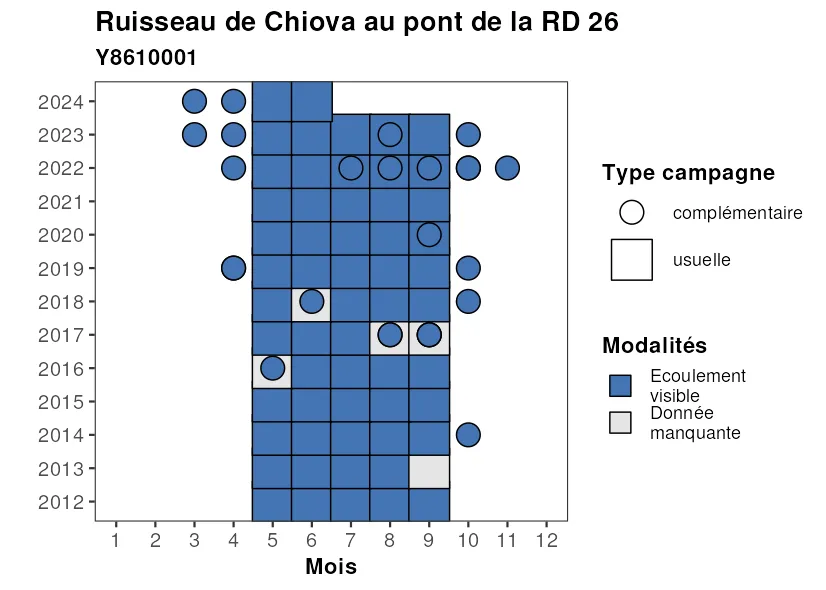 Ruisseau de Chiova au pont de la RD 26
Y8610001
2024
2023
2022
2021
2020
2019
2018
2017
2016
2015
2014
2013
2012
1 2 3 4 5 6 7 8 9 10 11 12
Mois
Type campagne
complémentaire
usuelle
Modalités
Ecoulement
visible
Donnée
manquante